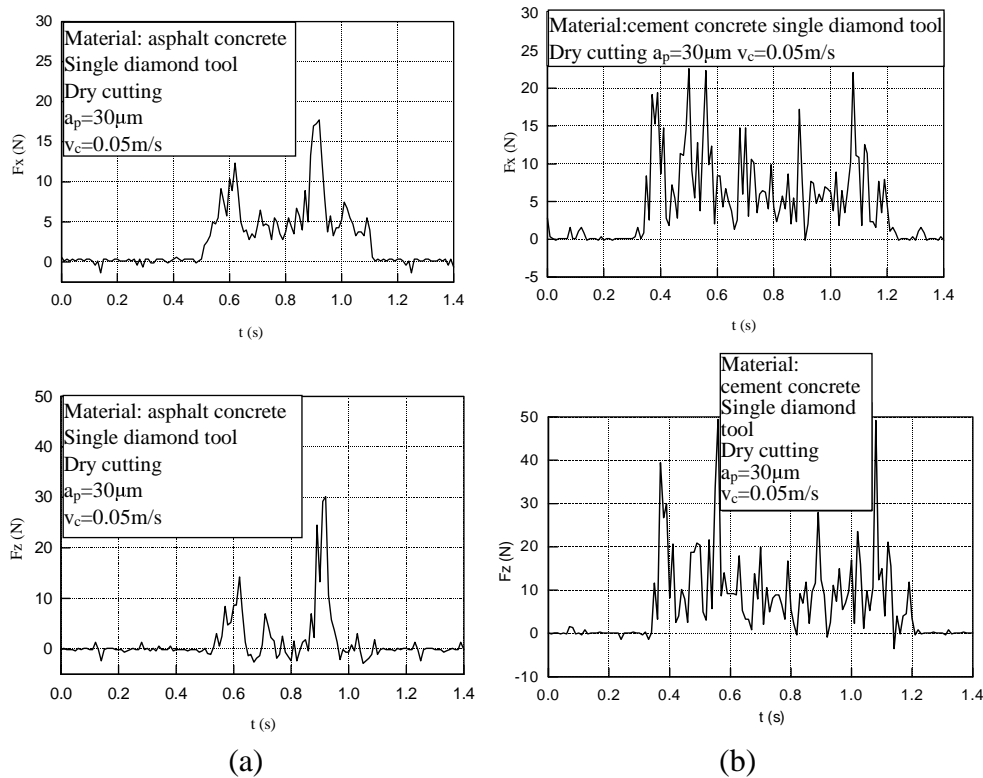 30
25
20
15
10
5
0
Fx (N)
Material: asphalt concrete
Single diamond tool
Dry cutting
aₚ=30μm
v꜀=0.05m/s
0.0 0.2 0.4 0.6 0.8 1.0 1.2 1.4
t (s)
30
25
20
15
10
5
0
-5
Fx (N)
Material:cement concrete single diamond tool
Dry cutting aₚ=30μm v꜀=0.05m/s
0.0 0.2 0.4 0.6 0.8 1.0 1.2 1.4
t (s)
50
40
30
20
10
0
Fz (N)
Material: asphalt concrete
Single diamond tool
Dry cutting
aₚ=30μm
v꜀=0.05m/s
0.0 0.2 0.4 0.6 0.8 1.0 1.2 1.4
t (s)
(a)
50
40
30
20
10
0
-10
Fz (N)
Material:
cement concrete
Single diamond
tool
Dry cutting
aₚ=30μm
v꜀=0.05m/s
0.0 0.2 0.4 0.6 0.8 1.0 1.2 1.4
t (s)
(b)